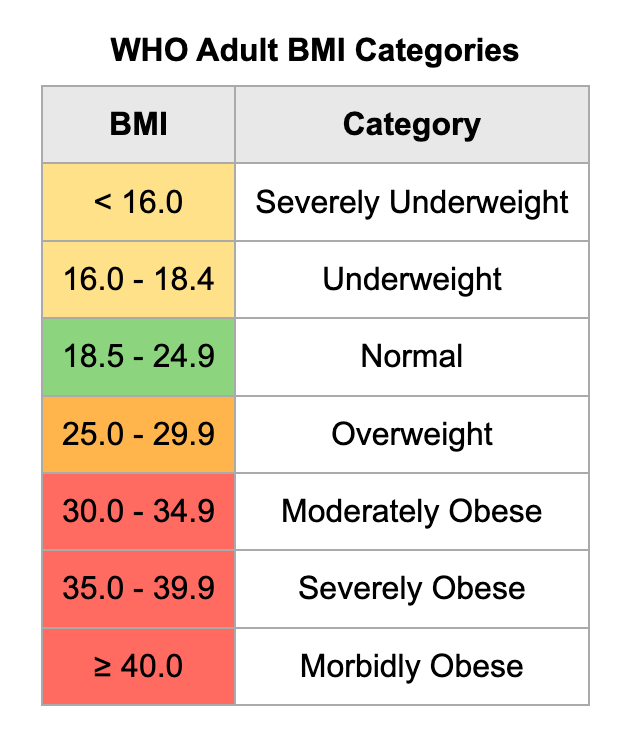 WHO Adult BMI Categories
BMI Category
< 16.0 Severely Underweight
16.0 - 18.4 Underweight
18.5 - 24.9 Normal
25.0 - 29.9 Overweight
30.0 - 34.9 Moderately Obese
35.0 - 39.9 Severely Obese
≥ 40.0 Morbidly Obese